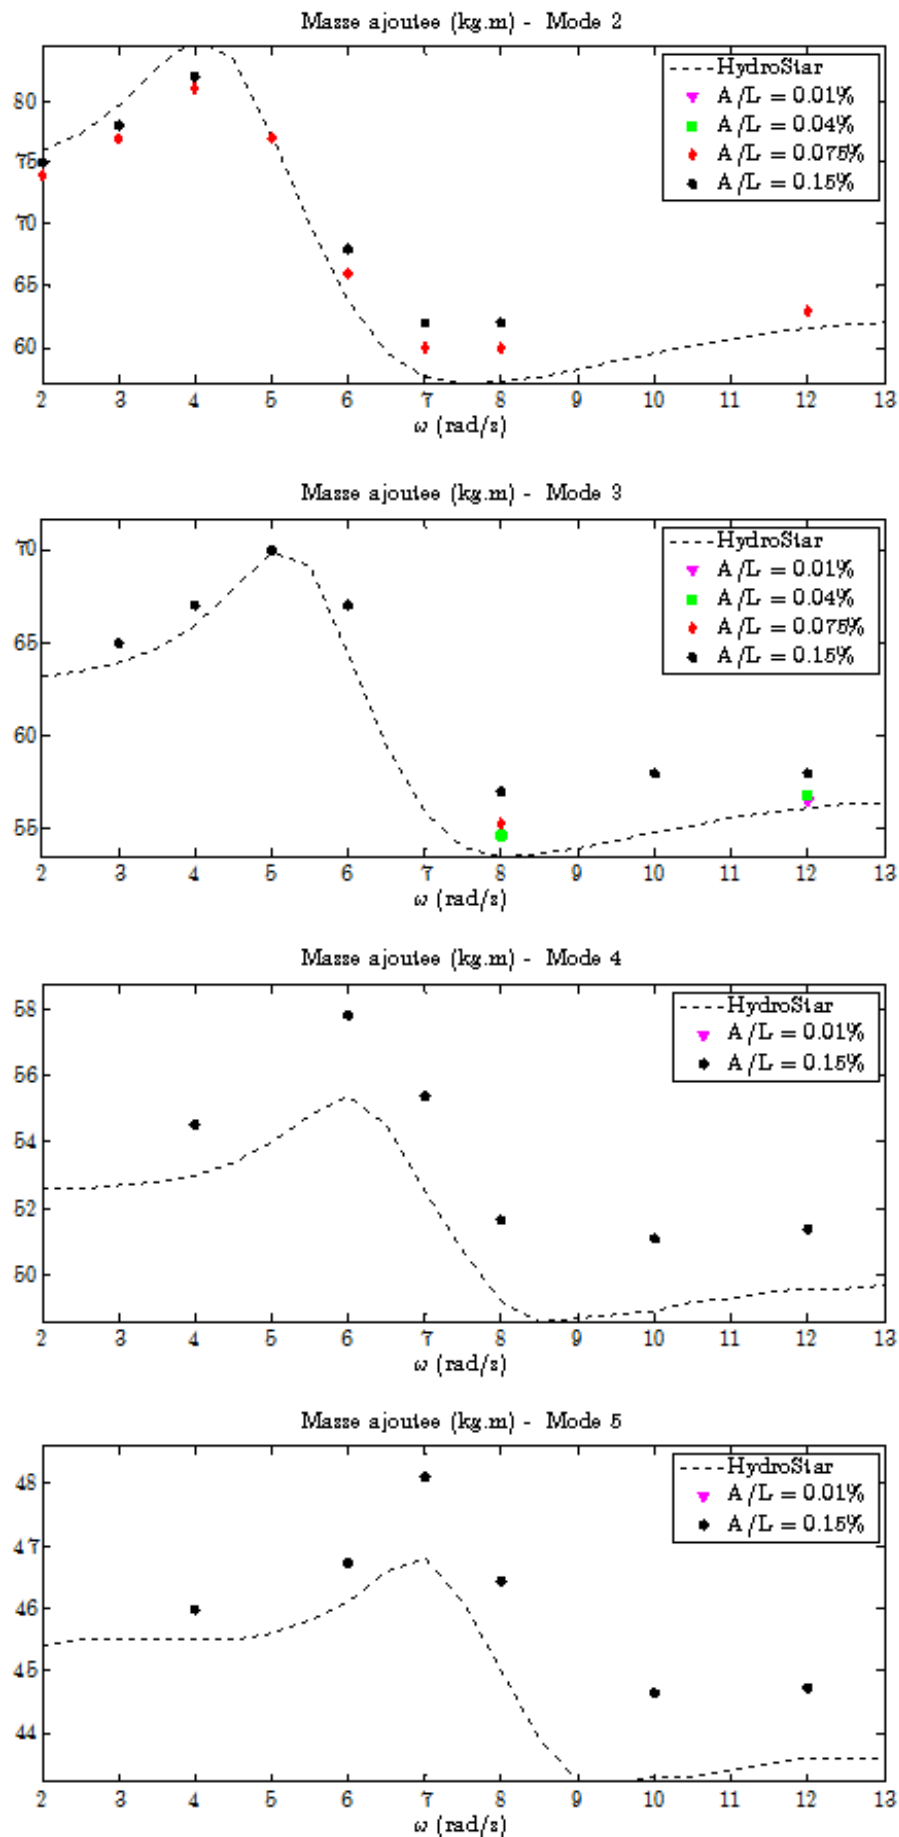 Masse ajoutee (kg.m) - Mode 2
HydroStar
A/L = 0.01%
A/L = 0.04%
A/L = 0.075%
A/L = 0.15%
80
75
70
65
60
2 3 4 5 6 7 8 9 10 11 12 13
ω (rad/s)
Masse ajoutee (kg.m) - Mode 3
HydroStar
A/L = 0.01%
A/L = 0.04%
A/L = 0.075%
A/L = 0.15%
70
65
60
55
2 3 4 5 6 7 8 9 10 11 12 13
ω (rad/s)
Masse ajoutee (kg.m) - Mode 4
HydroStar
A/L = 0.01%
A/L = 0.15%
58
56
54
52
50
2 3 4 5 6 7 8 9 10 11 12 13
ω (rad/s)
Masse ajoutee (kg.m) - Mode 5
HydroStar
A/L = 0.01%
A/L = 0.15%
48
47
46
45
44
2 3 4 5 6 7 8 9 10 11 12 13
ω (rad/s)